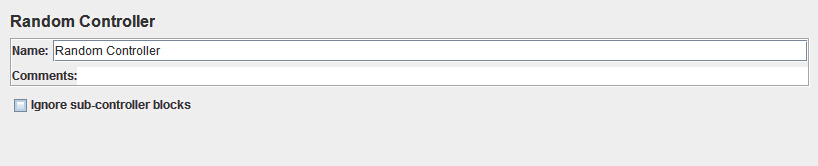 Random Controller
Name: Random Controller
Comments:
Ignore sub-controller blocks